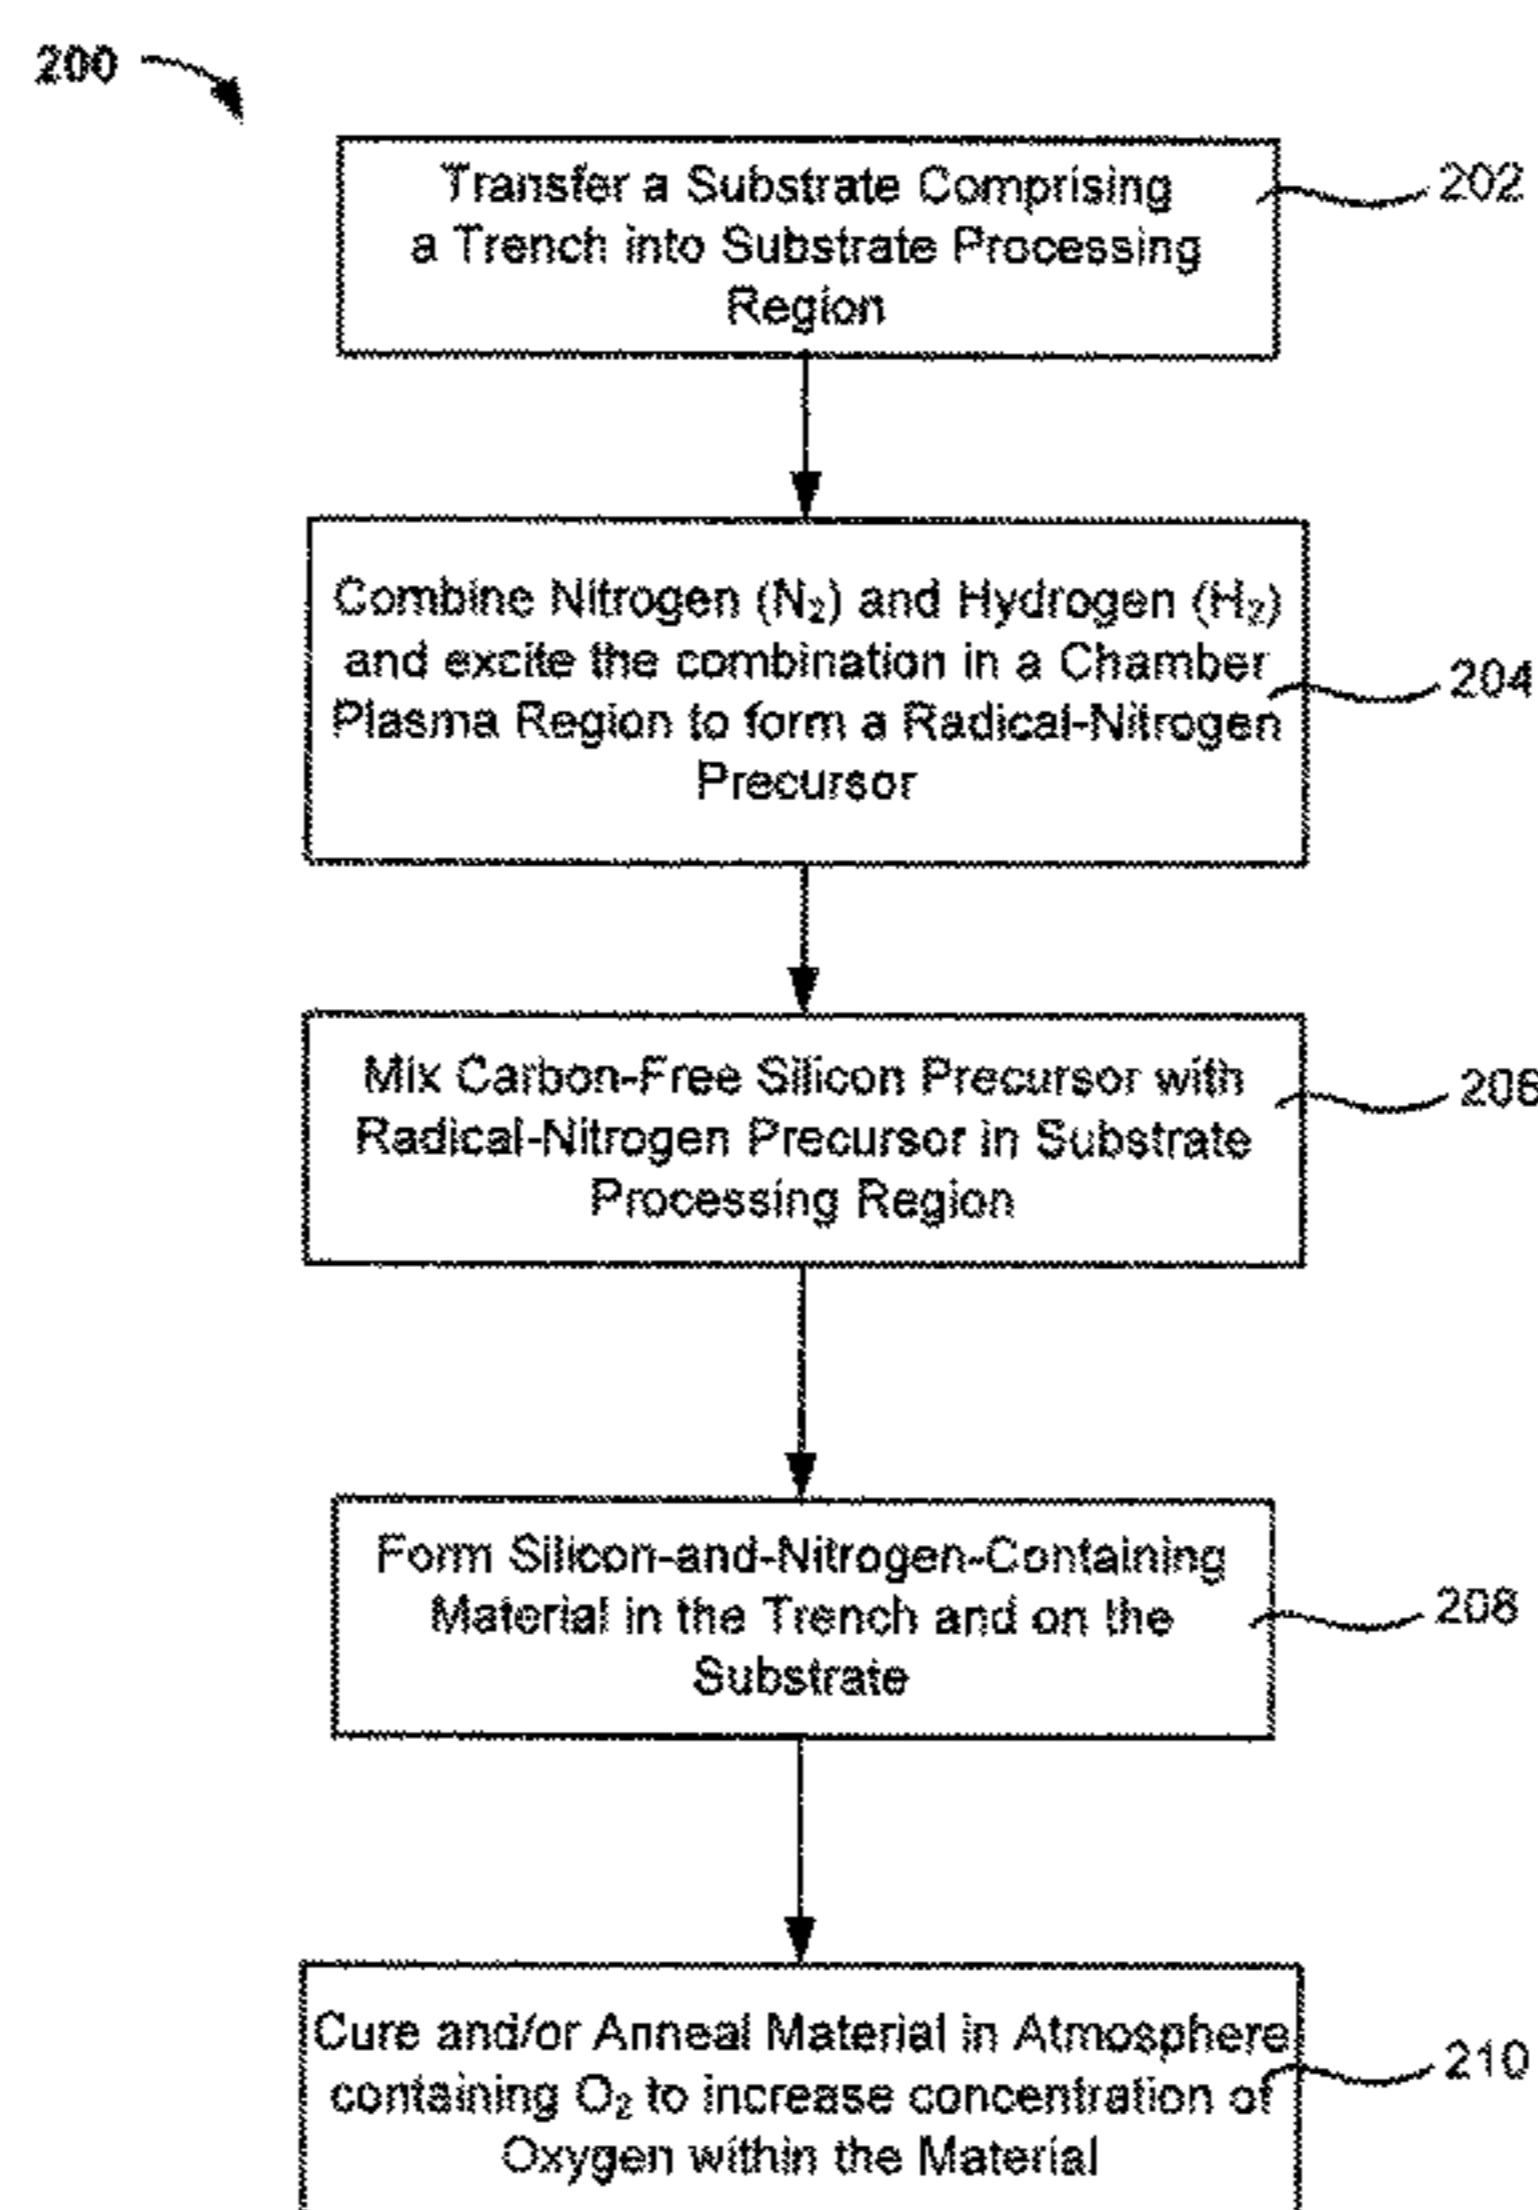 200
Transfer a Substrate Comprising
a Trench into Substrate Processing
Region
202
Combine Nitrogen (N₂) and Hydrogen (H₂)
and excite the combination in a Chamber
Plasma Region to form a Radical-Nitrogen
Precursor
204
Mix Carbon-Free Silicon Precursor with
Radical-Nitrogen Precursor in Substrate
Processing Region
206
Form Silicon-and-Nitrogen-Containing
Material in the Trench and on the
Substrate
208
Cure and/or Anneal Material in Atmosphere
containing O₂ to increase concentration of
Oxygen within the Material
210